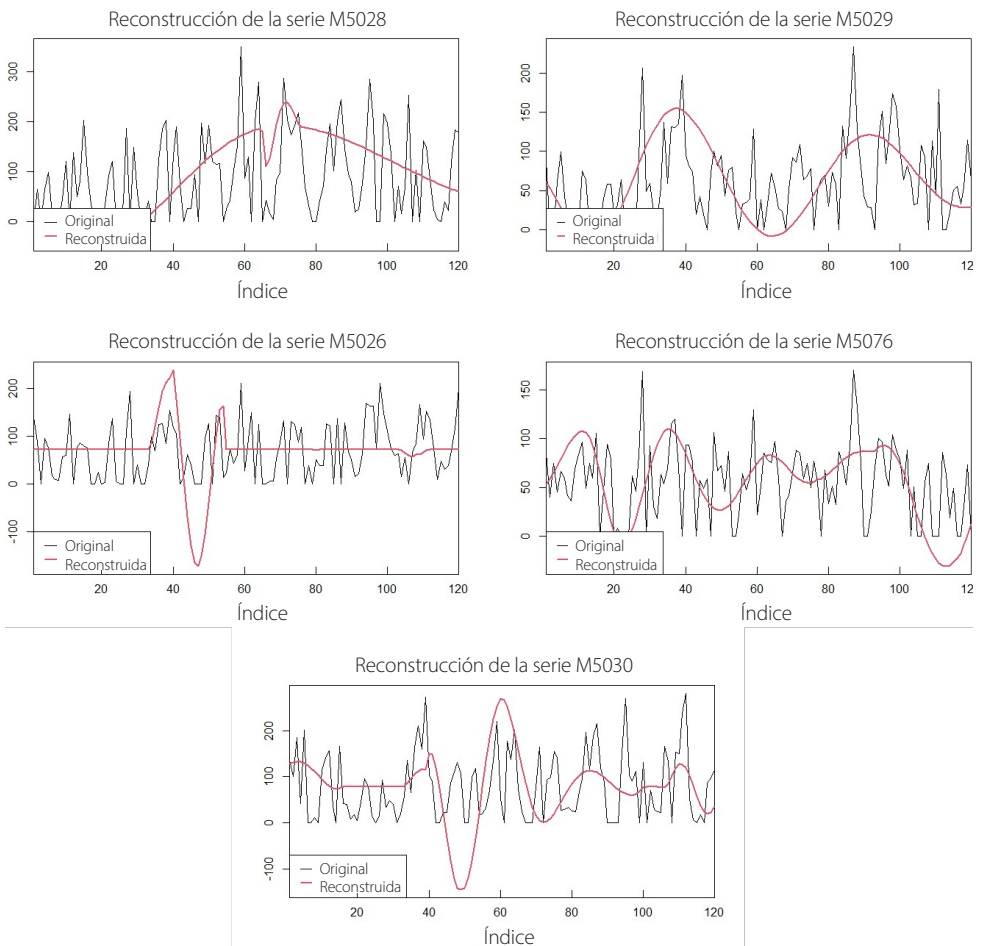 Reconstrucción de la serie M5028
300
200
100
0
Original
Reconstruida
20 40 60 80 100 120
Índice
Reconstrucción de la serie M5029
200
150
100
50
0
Original
Reconstruida
20 40 60 80 100 12
Índice
Reconstrucción de la serie M5026
200
100
0
-100
Original
Reconstruida
20 40 60 80 100 120
Índice
Reconstrucción de la serie M5076
150
100
50
0
Original
Reconstruida
20 40 60 80 100 12
Índice
Reconstrucción de la serie M5030
200
100
0
-100
Original
Reconstruida
20 40 60 80 100 120
Índice